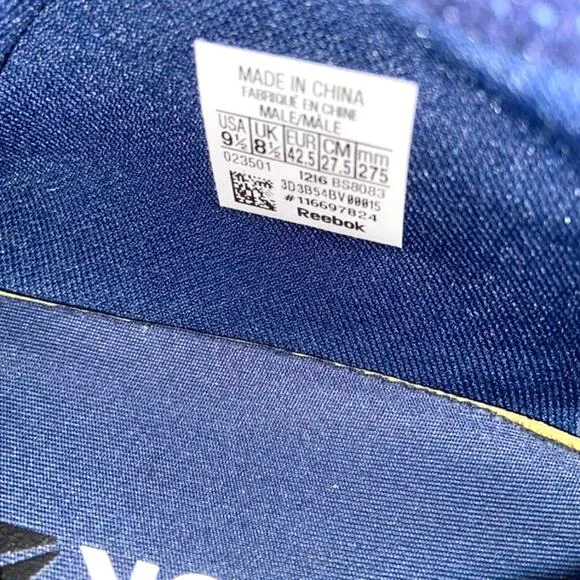 MADE IN CHINA
FABRIQUÉ EN CHINE
MALE/MÂLE
USA UK EUR CM mm
9½ 8½ 42.5 27.5 275
023501 1216 BS8083
3D3B54BV00015
#116697824
Reebok